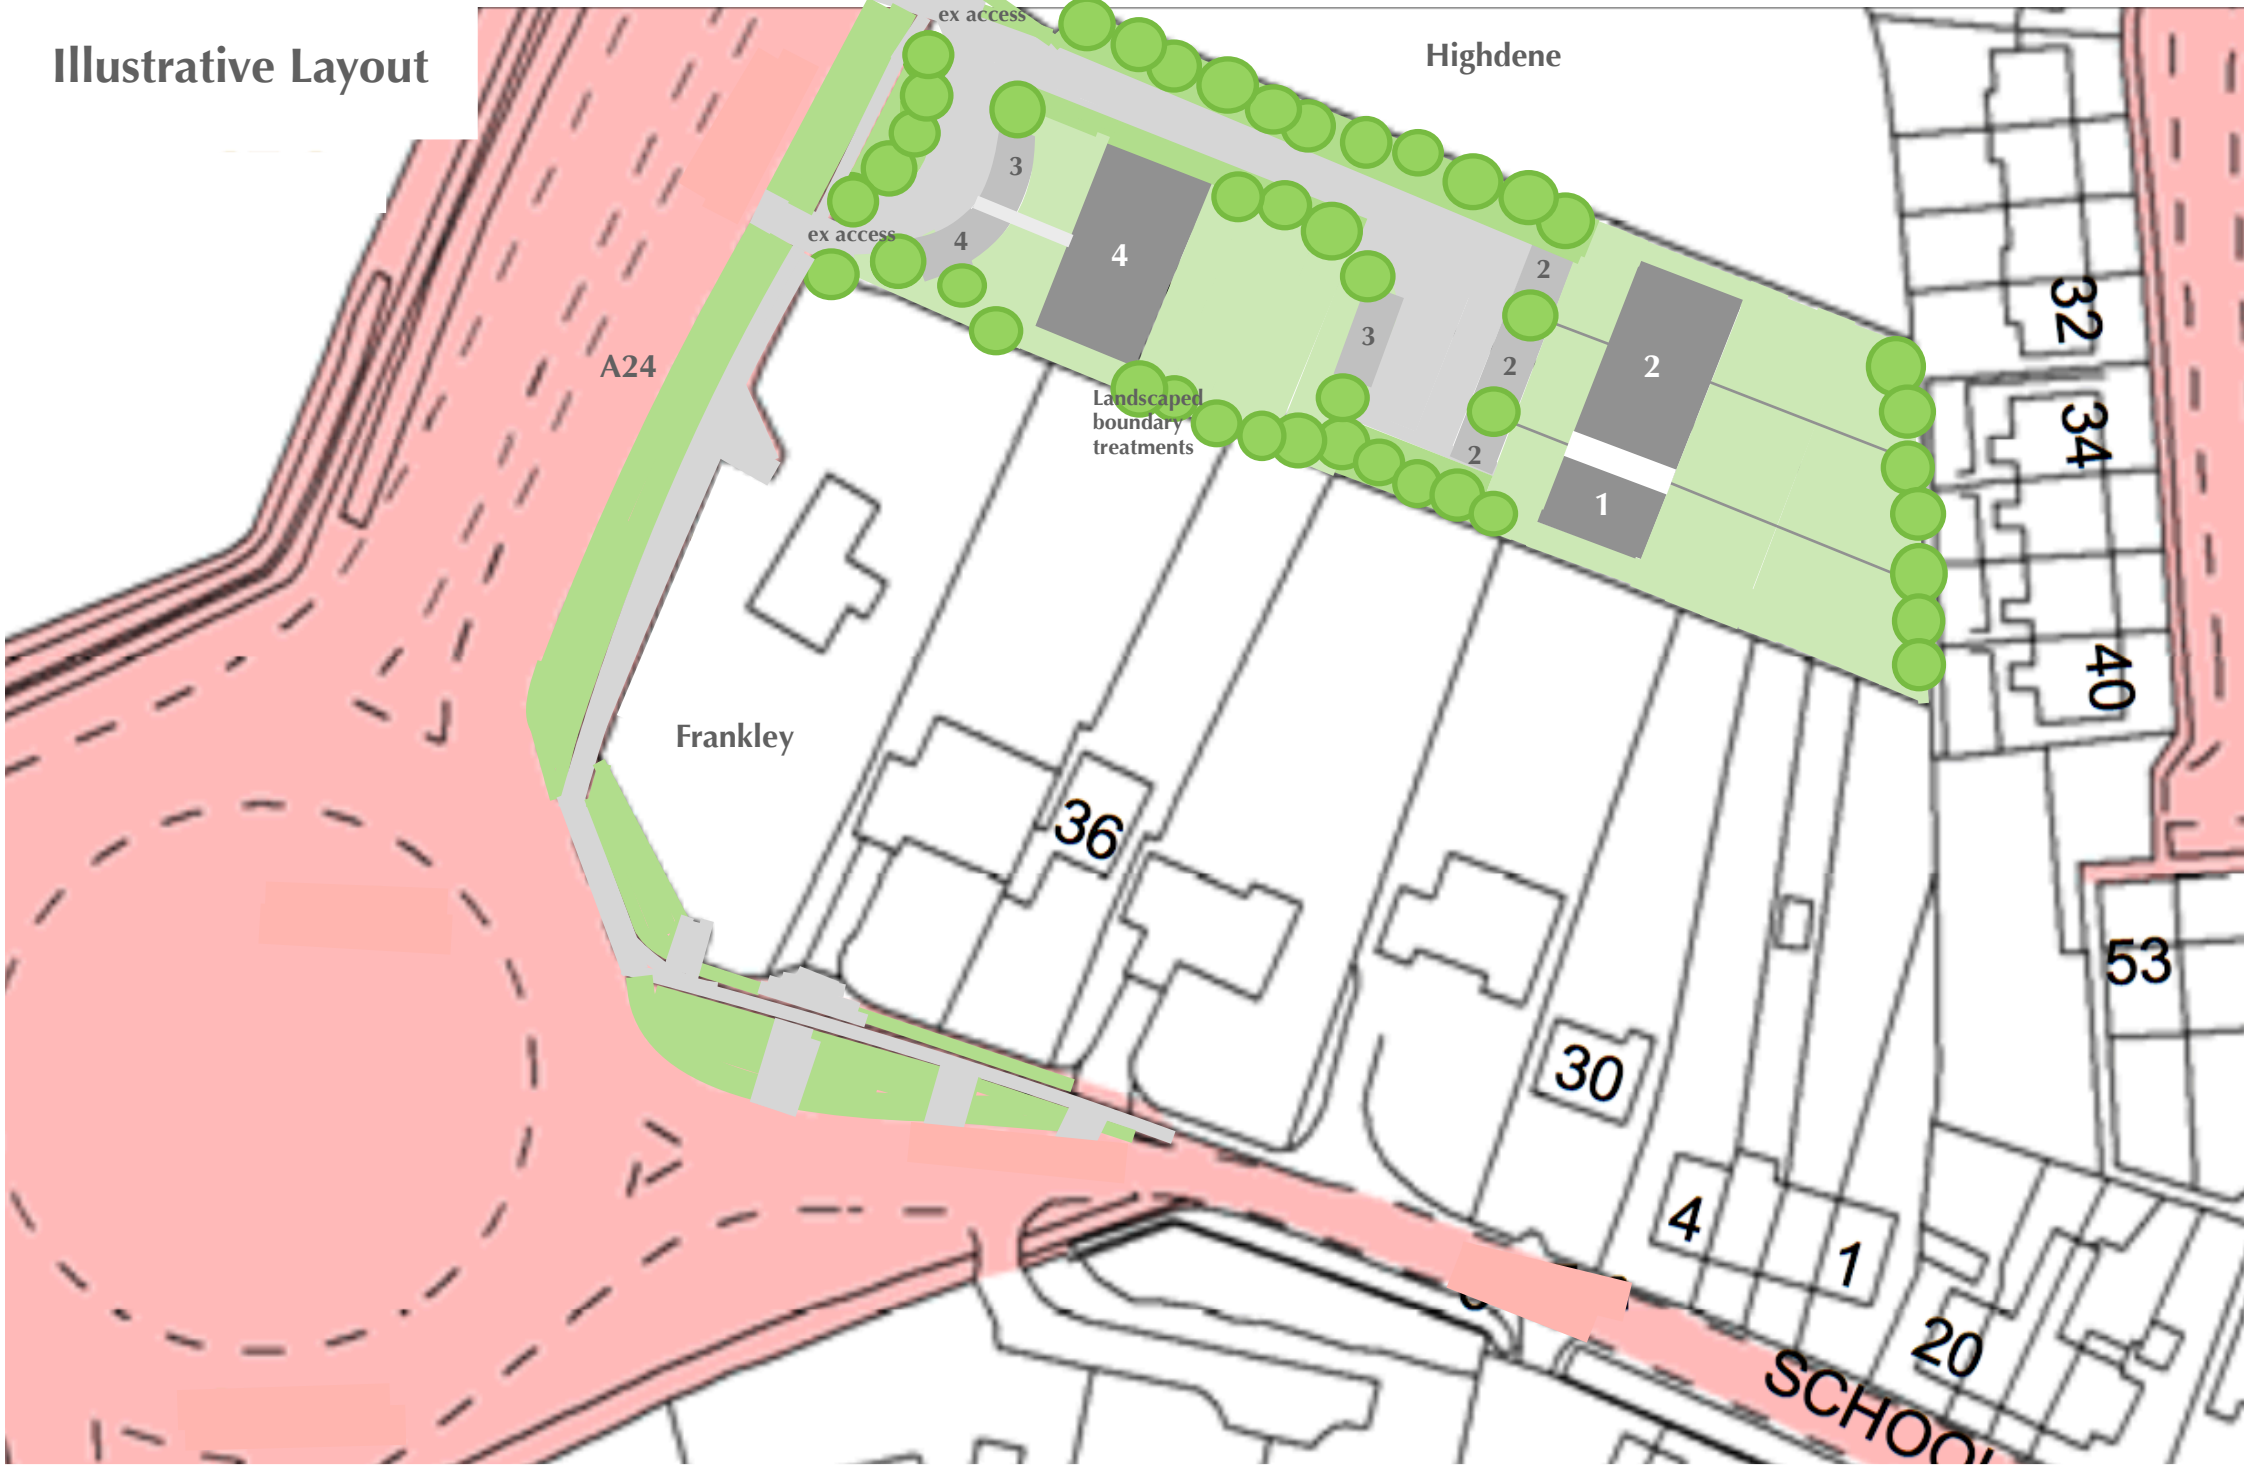 Illustrative Layout
ex access
Highdene
3
4
4
ex access
2
3
2
2
2
1
A24
Landscaped
boundary
treatments
32
34
40
Frankley
36
53
30
4
1
20
SCHOOL